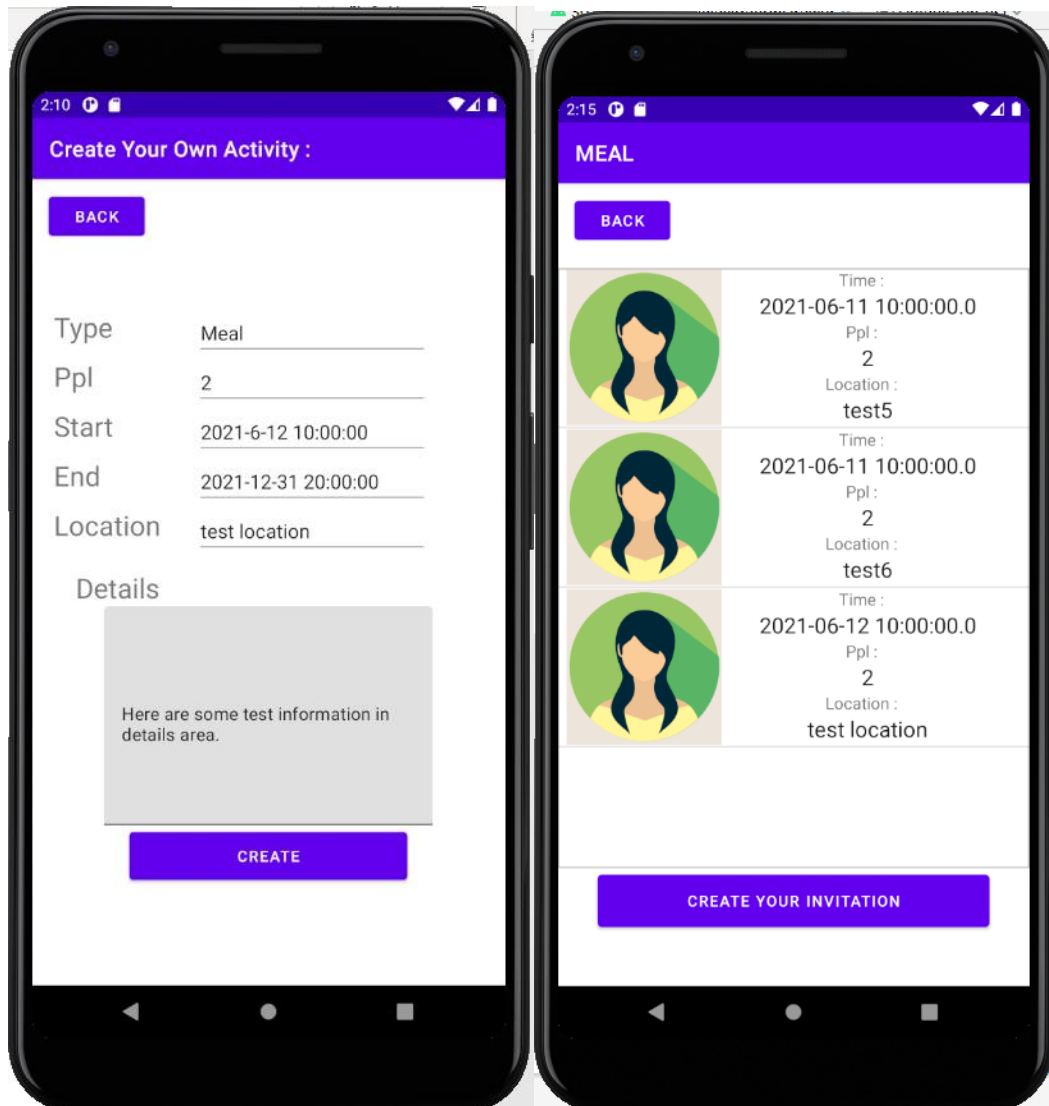 2:10
Create Your Own Activity :
BACK
Type Meal
Ppl 2
Start 2021-6-12 10:00:00
End 2021-12-31 20:00:00
Location test location
Details
Here are some test information in
details area.
CREATE
2:15
MEAL
BACK
Time :
2021-06-11 10:00:00.0
Ppl :
2
Location :
test5
Time :
2021-06-11 10:00:00.0
Ppl :
2
Location :
test6
Time :
2021-06-12 10:00:00.0
Ppl :
2
Location :
test location
CREATE YOUR INVITATION